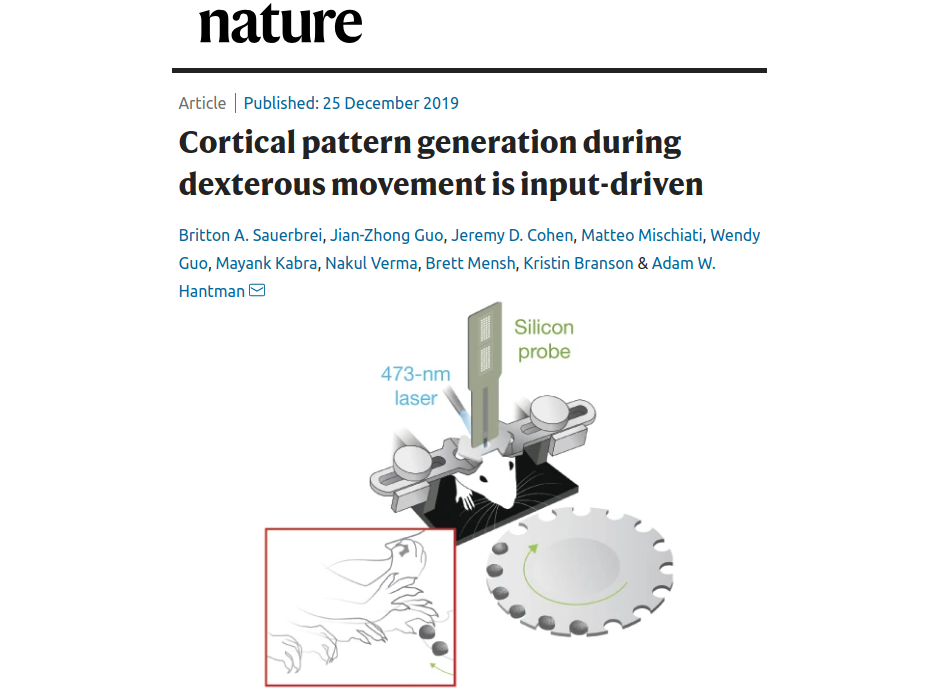 nature
Article | Published: 25 December 2019
Cortical pattern generation during
dexterous movement is input-driven
Britton A. Sauerbrei, Jian-Zhong Guo, Jeremy D. Cohen, Matteo Mischiati, Wendy
Guo, Mayank Kabra, Nakul Verma, Brett Mensh, Kristin Branson & Adam W.
Hantman
Silicon
probe
473-nm
laser